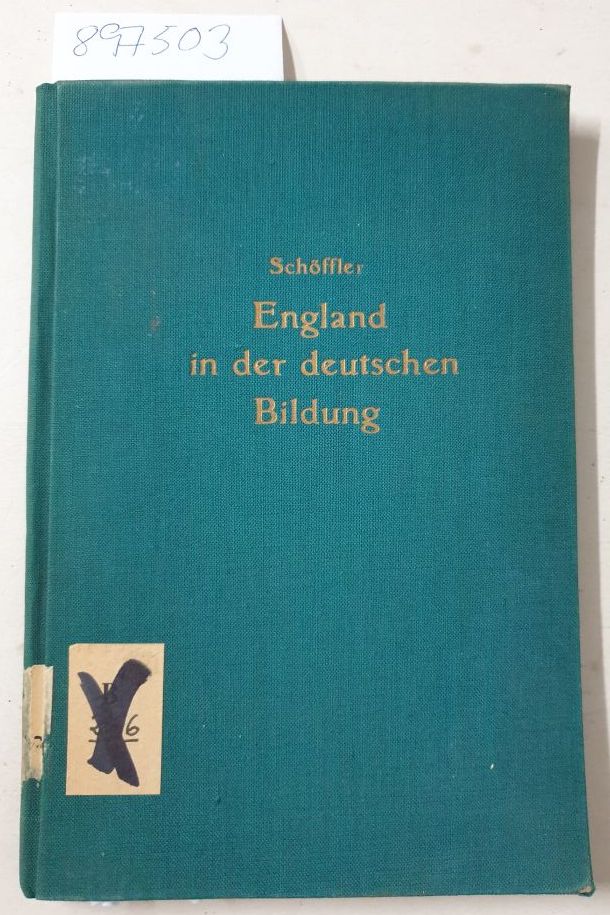 897503
Schöffler
England
in der deutschen
Bildung